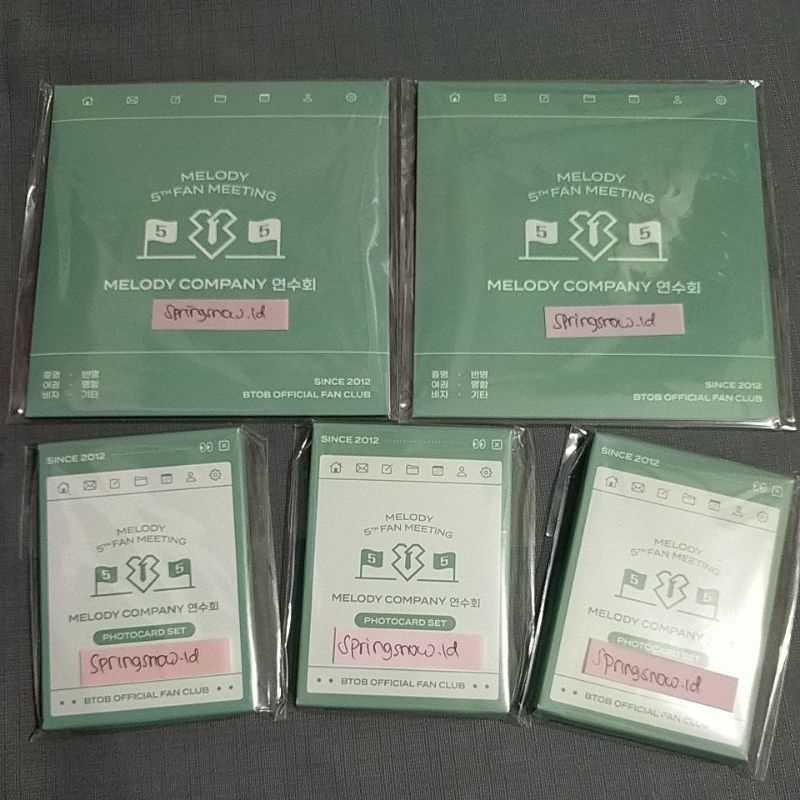 MELODY
5TH FAN MEETING
5 5
MELODY COMPANY 연수회
springsnow.id
증명 · 반명
여권 · 명함
비자 · 기타
SINCE 2012
BTOB OFFICIAL FAN CLUB
MELODY
5TH FAN MEETING
5 5
MELODY COMPANY 연수회
springsnow.id
증명 · 반명
여권 · 명함
비자 · 기타
SINCE 2012
BTOB OFFICIAL FAN CLUB
SINCE 2012
MELODY
5TH FAN MEETING
5 5
MELODY COMPANY 연수회
PHOTOCARD SET
springsnow.id
BTOB OFFICIAL FAN CLUB
SINCE 2012
MELODY
5TH FAN MEETING
5 5
MELODY COMPANY 연수회
PHOTOCARD SET
springsnow.id
BTOB OFFICIAL FAN CLUB
SINCE 2012
MELODY
5TH FAN MEETING
5 5
MELODY COMPANY
PHOTOCARD SET
springsnow.id
BTOB OFFICIAL FAN CLUB